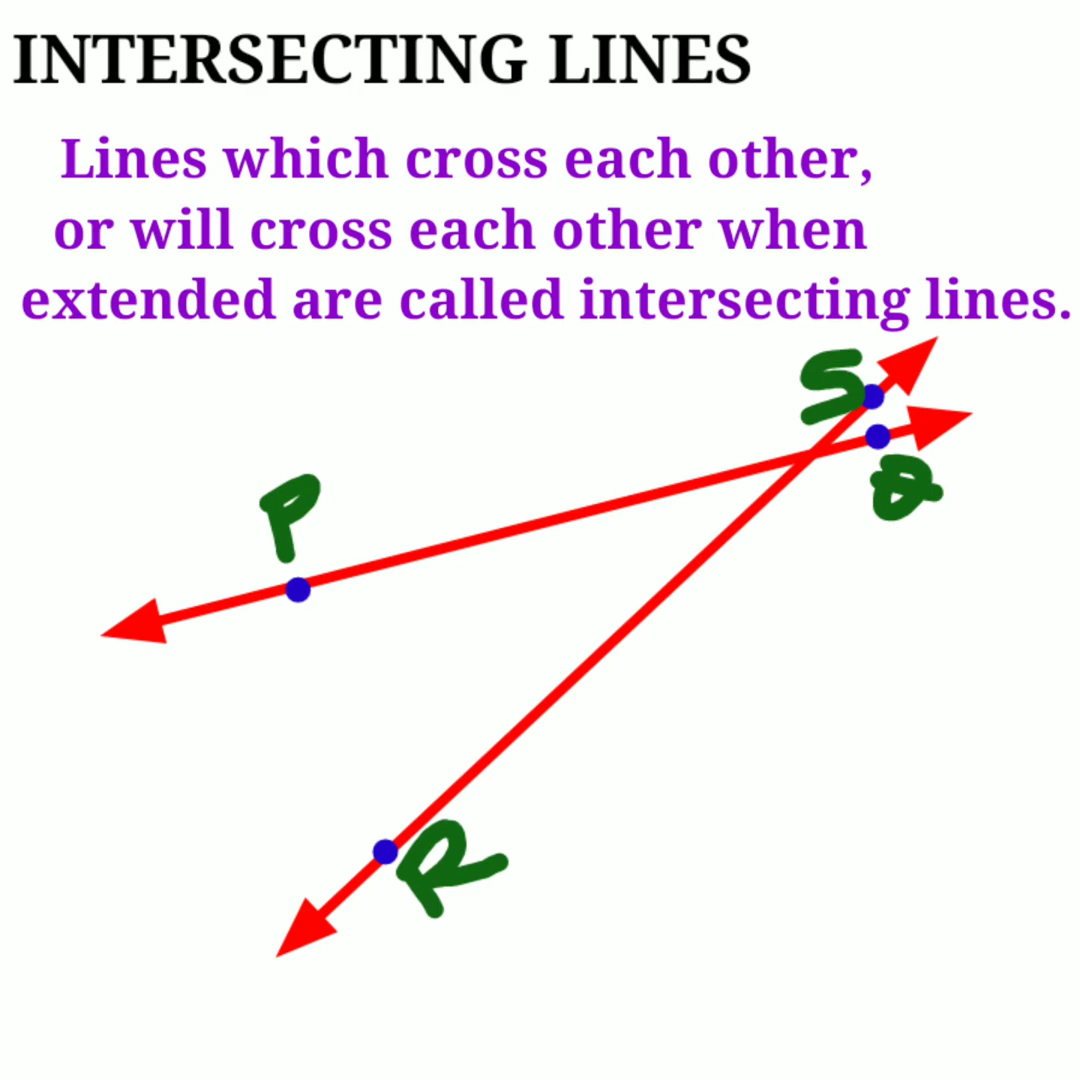 INTERSECTING LINES
Lines which cross each other,
or will cross each other when
extended are called intersecting lines.
S
P
Q
R